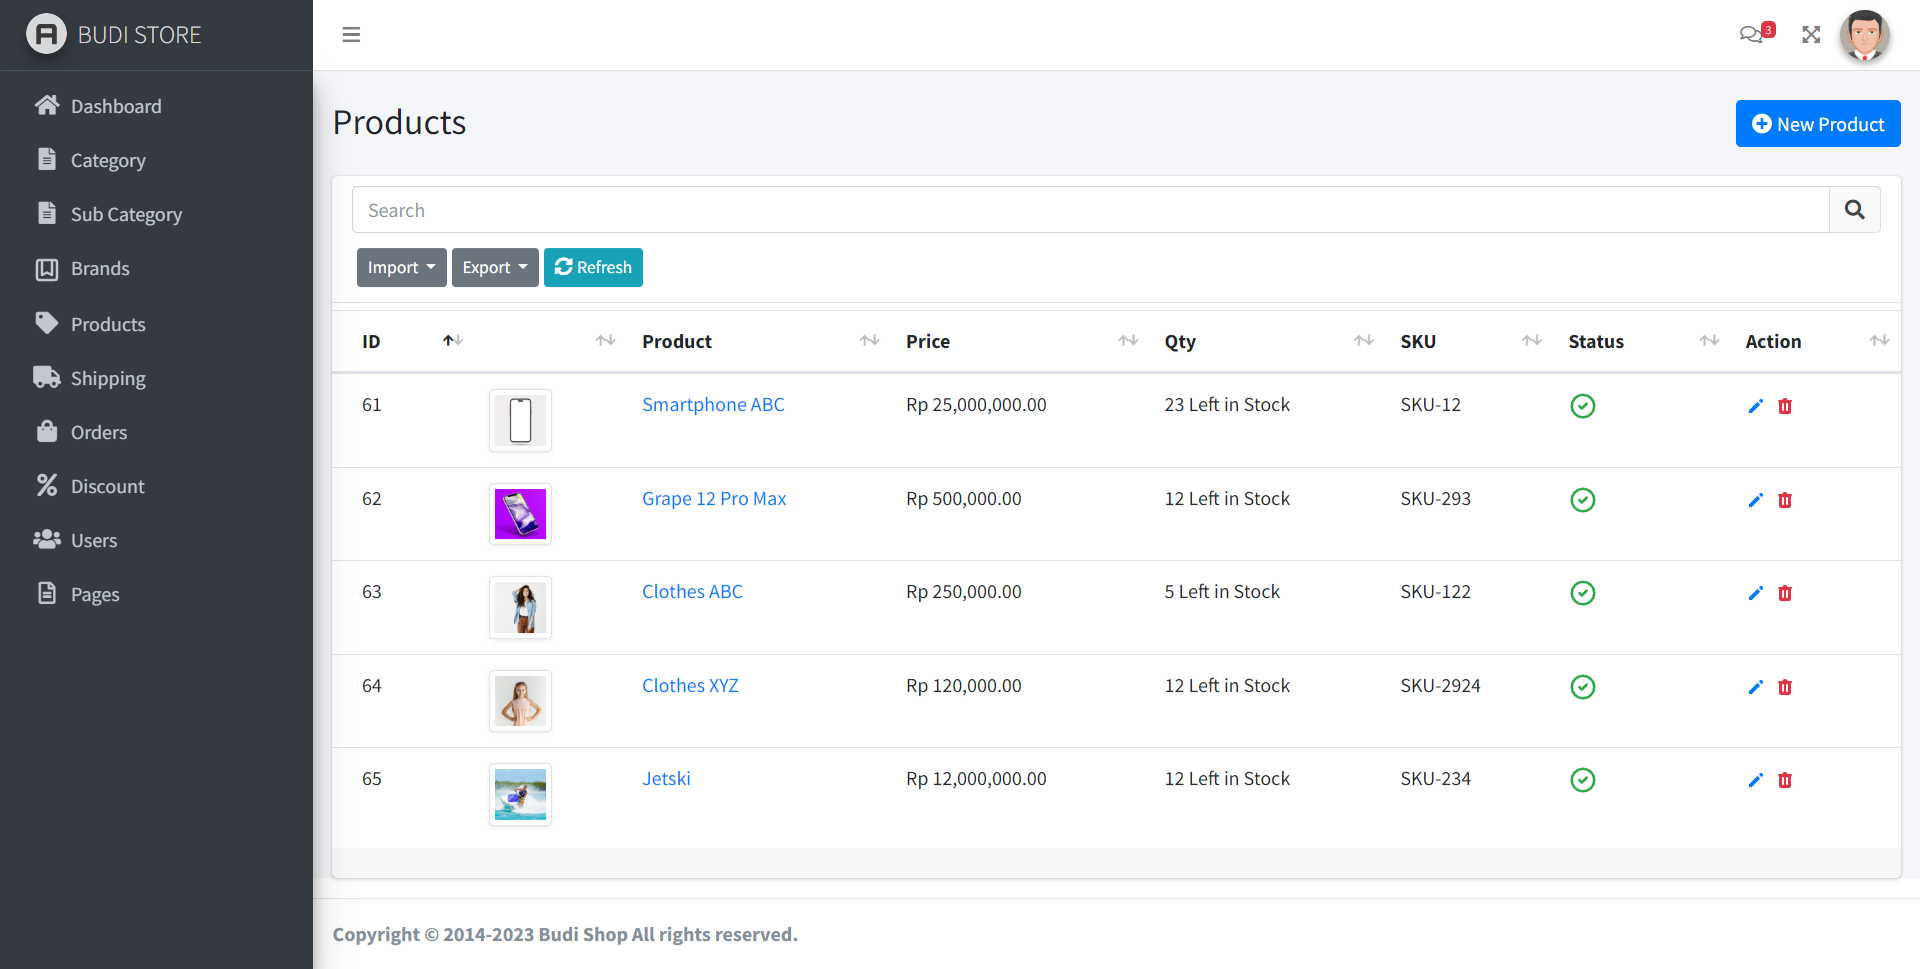 BUDI STORE
3
Dashboard
Category
Sub Category
Brands
Products
Shipping
Orders
Discount
Users
Pages
Products
New Product
Search
Import Export Refresh
ID Product Price Qty SKU Status Action
61 Smartphone ABC Rp 25,000,000.00 23 Left in Stock SKU-12
62 Grape 12 Pro Max Rp 500,000.00 12 Left in Stock SKU-293
63 Clothes ABC Rp 250,000.00 5 Left in Stock SKU-122
64 Clothes XYZ Rp 120,000.00 12 Left in Stock SKU-2924
65 Jetski Rp 12,000,000.00 12 Left in Stock SKU-234
Copyright © 2014-2023 Budi Shop All rights reserved.